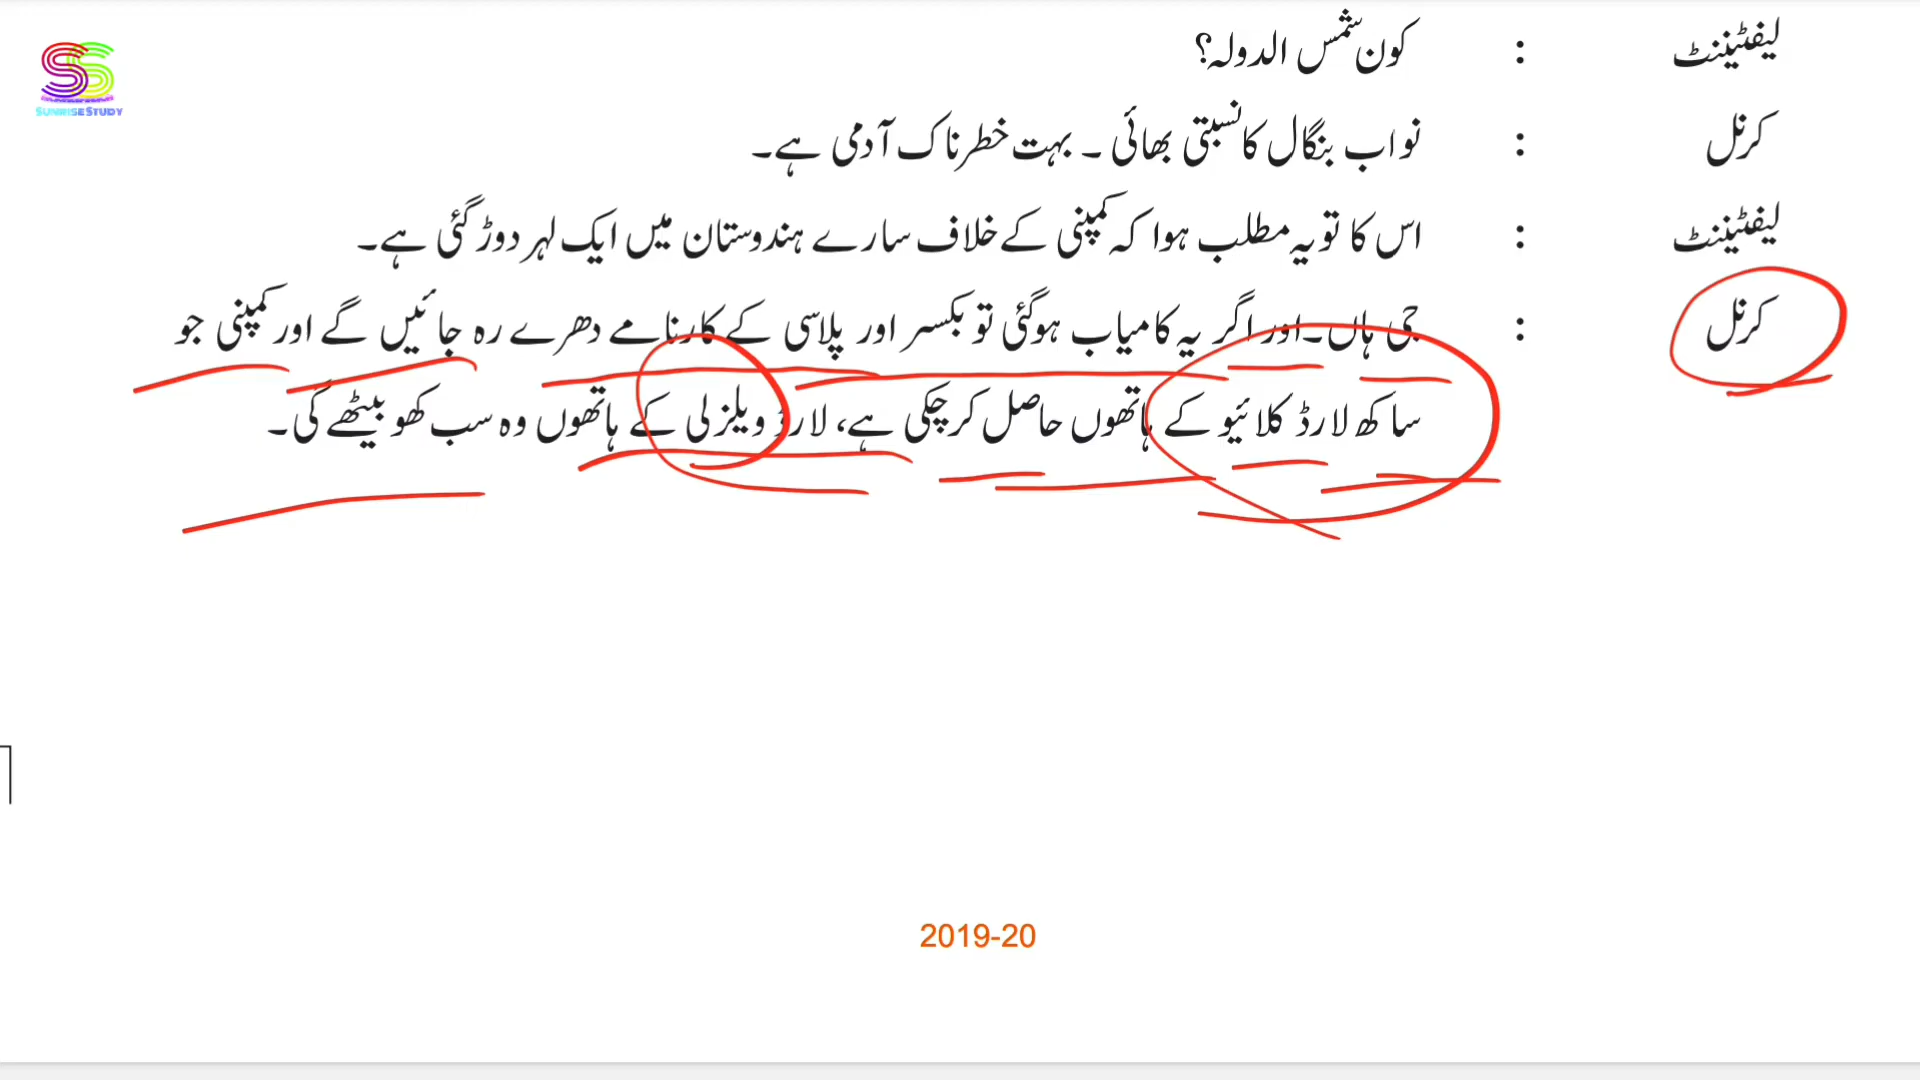 SS
SUNRISE STUDY
لیفٹیننٹ : کون شمس الدولہ؟
کرنل : نواب بنگال کا نسبتی بھائی ۔ بہت خطرناک آدمی ہے۔
لیفٹیننٹ : اس کا تو یہ مطلب ہوا کہ کمپنی کے خلاف سارے ہندوستان میں ایک لہر دوڑ گئی ہے۔
کرنل : جی ہاں۔ اور اگر یہ کامیاب ہوگئی تو بکسر اور پلاسی کے کارنامے دھرے رہ جائیں گے اور کمپنی جو
ساکھ لارڈ کلائیو کے ہاتھوں حاصل کر چکی ہے، لارڈ ویلزلی کے ہاتھوں وہ سب کھو بیٹھے گی۔
2019-20